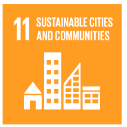 11 SUSTAINABLE CITIES
AND COMMUNITIES